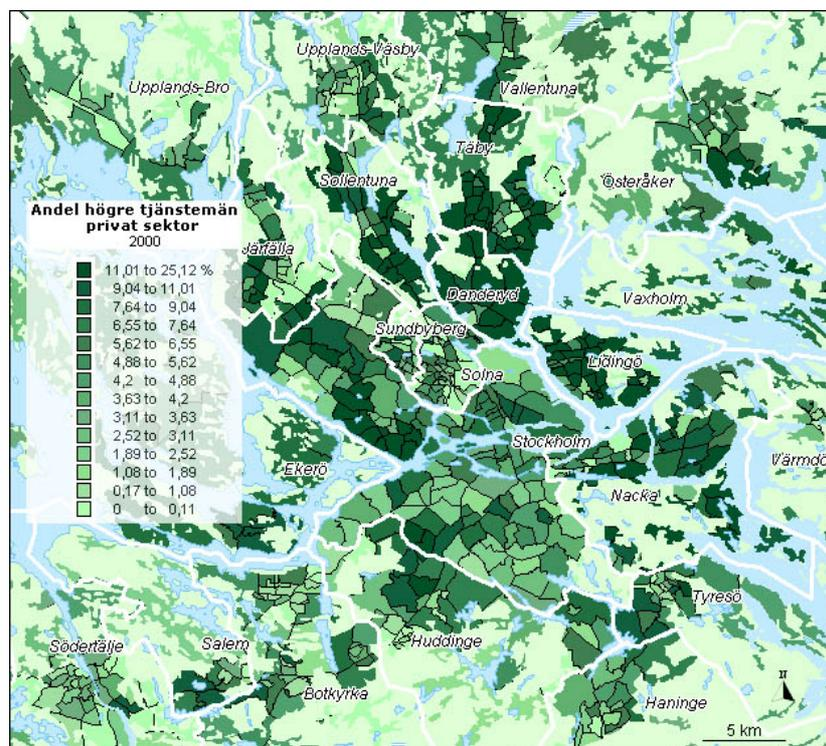 Upplands-Väsby
Upplands-Bro
Vallentuna
Täby
Sollentuna
Österåker
Andel högre tjänstemän
privat sektor
2000
11,01 to 25,12 %
9,04 to 11,01
7,64 to 9,04
6,55 to 7,64
5,62 to 6,55
4,88 to 5,62
4,2 to 4,88
3,63 to 4,2
3,11 to 3,63
2,52 to 3,11
1,89 to 2,52
1,08 to 1,89
0,17 to 1,08
0 to 0,11
Järfälla
Danderyd
Vaxholm
Sundbyberg
Lidingö
Solna
Stockholm
Ekerö
Värmdö
Nacka
Tyresö
Södertälje
Salem
Huddinge
Botkyrka
Haninge
N
5 km